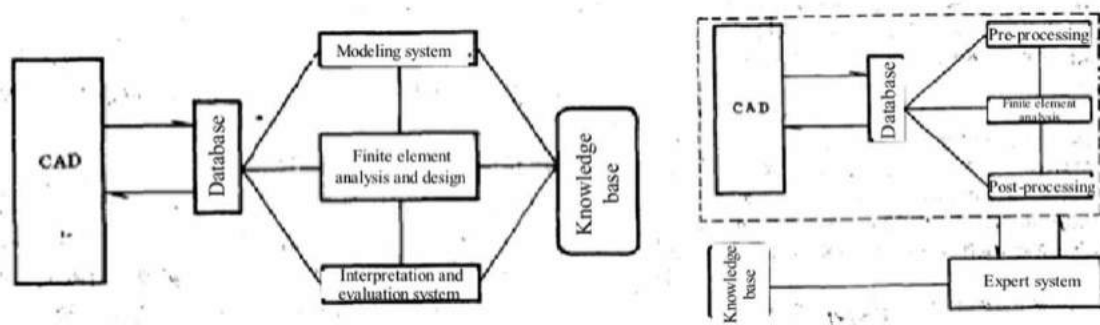 Modeling system
CAD
Database
Finite element
analysis and design
Knowledge
base
Interpretation and
evaluation system
Pre-processing
CAD
Database
Finite element
analysis
Post-processing
Knowledge
base
Expert system